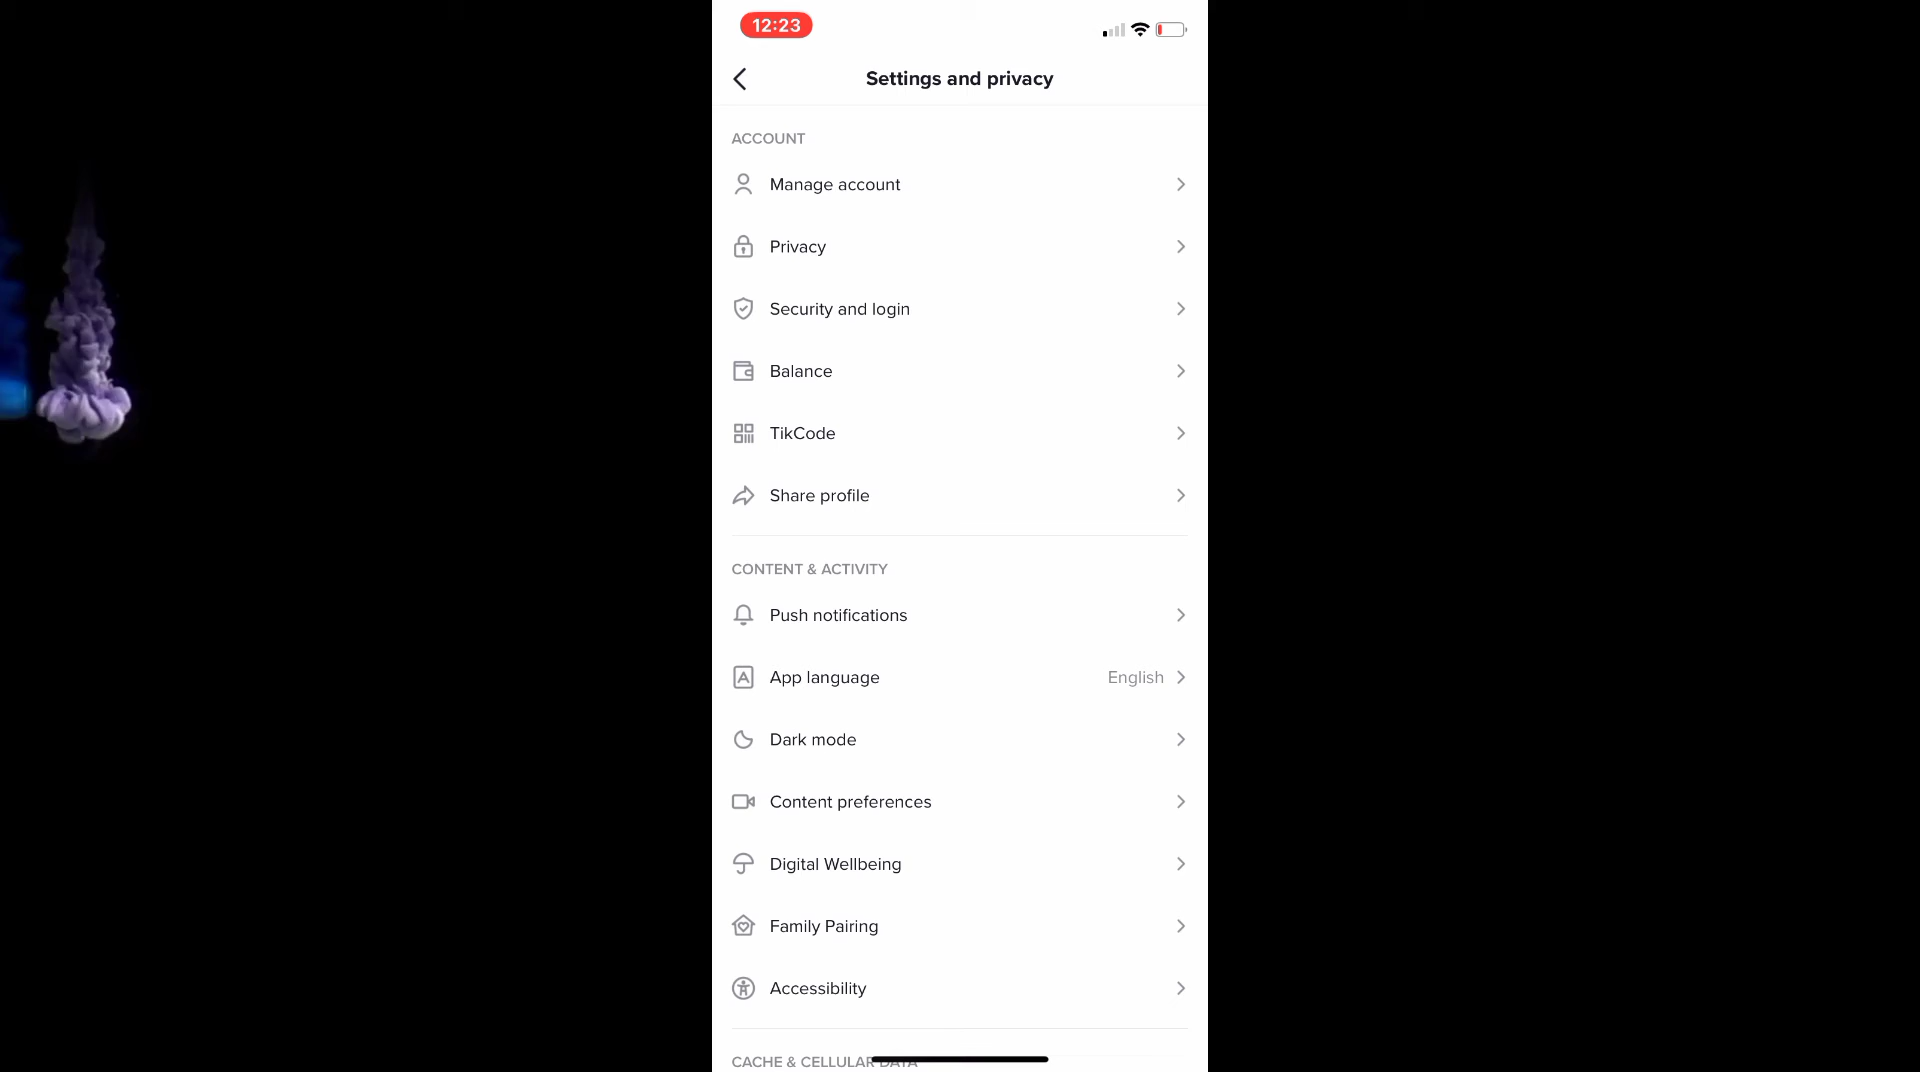 12:23
Settings and privacy
ACCOUNT
Manage account
Privacy
Security and login
Balance
TikCode
Share profile
CONTENT & ACTIVITY
Push notifications
App language English
Dark mode
Content preferences
Digital Wellbeing
Family Pairing
Accessibility
CACHE & CELLULAR DATA